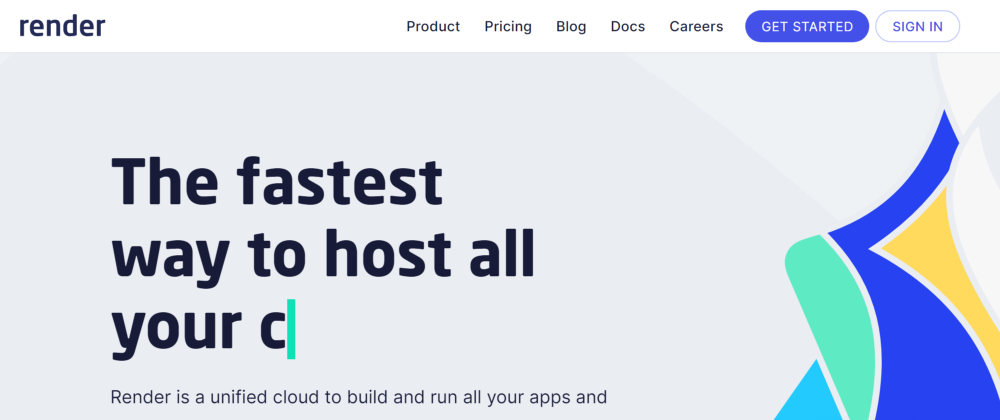 render
Product Pricing Blog Docs Careers GET STARTED SIGN IN
The fastest
way to host all
your c
Render is a unified cloud to build and run all your apps and